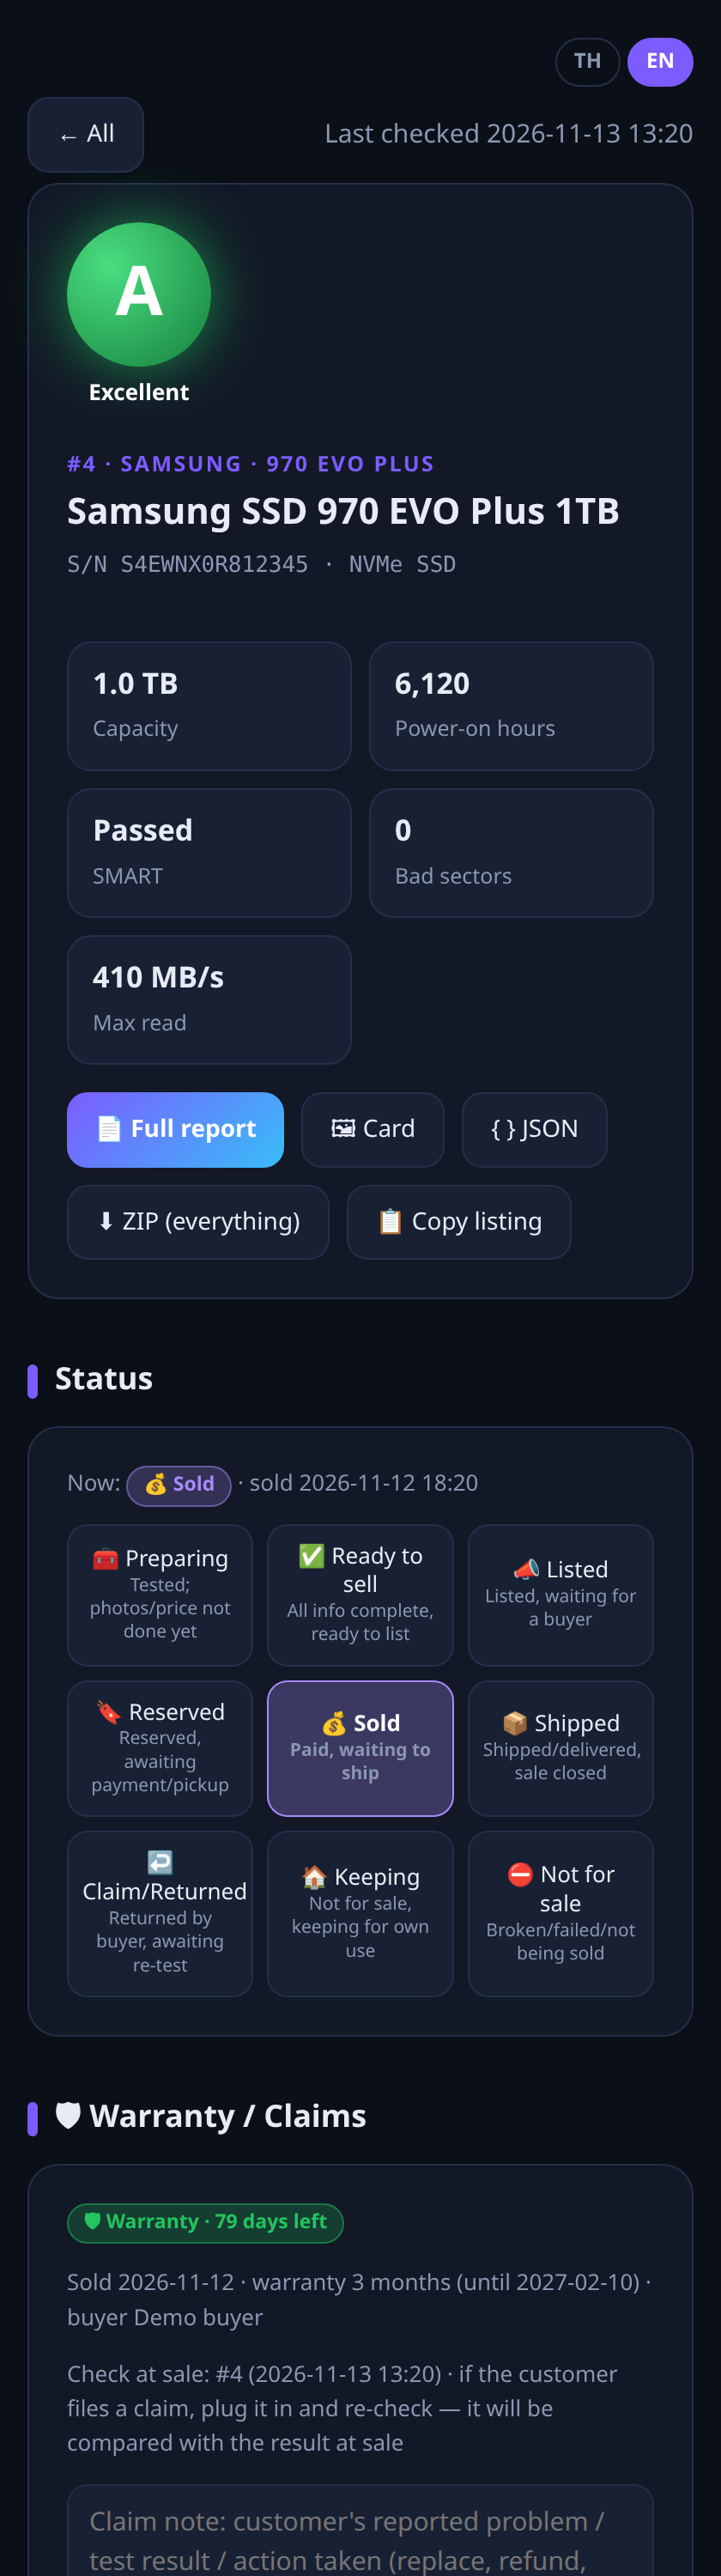 TH EN
← All
Last checked 2026-11-13 13:20
A
Excellent
#4 · SAMSUNG · 970 EVO PLUS
Samsung SSD 970 EVO Plus 1TB
S/N S4EWNX0R812345 · NVMe SSD
1.0 TB
Capacity
6,120
Power-on hours
Passed
SMART
0
Bad sectors
410 MB/s
Max read
📄 Full report
🖼 Card
{ } JSON
⬇ ZIP (everything)
📋 Copy listing
Status
Now: 💰 Sold · sold 2026-11-12 18:20
🧰 Preparing
Tested;
photos/price not
done yet
✅ Ready to
sell
All info complete,
ready to list
📣 Listed
Listed, waiting for
a buyer
🔖 Reserved
Reserved,
awaiting
payment/pickup
💰 Sold
Paid, waiting to
ship
📦 Shipped
Shipped/delivered,
sale closed
↩️
Claim/Returned
Returned by
buyer, awaiting
re-test
🏠 Keeping
Not for sale,
keeping for own
use
⛔ Not for
sale
Broken/failed/not
being sold
🛡 Warranty / Claims
🛡 Warranty · 79 days left
Sold 2026-11-12 · warranty 3 months (until 2027-02-10) ·
buyer Demo buyer
Check at sale: #4 (2026-11-13 13:20) · if the customer
files a claim, plug it in and re-check — it will be
compared with the result at sale
Claim note: customer's reported problem /
test result / action taken (replace, refund,